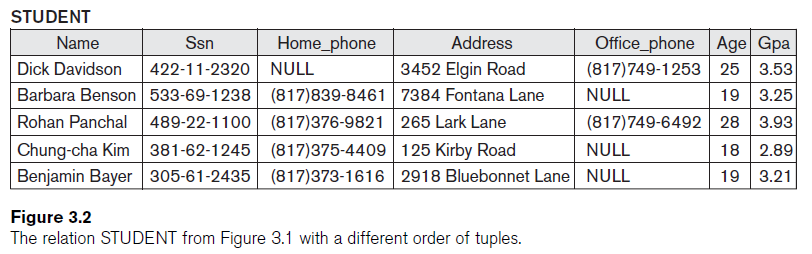 STUDENT
Name Ssn Home_phone Address Office_phone Age Gpa
Dick Davidson 422-11-2320 NULL 3452 Elgin Road (817)749-1253 25 3.53
Barbara Benson 533-69-1238 (817)839-8461 7384 Fontana Lane NULL 19 3.25
Rohan Panchal 489-22-1100 (817)376-9821 265 Lark Lane (817)749-6492 28 3.93
Chung-cha Kim 381-62-1245 (817)375-4409 125 Kirby Road NULL 18 2.89
Benjamin Bayer 305-61-2435 (817)373-1616 2918 Bluebonnet Lane NULL 19 3.21
Figure 3.2
The relation STUDENT from Figure 3.1 with a different order of tuples.